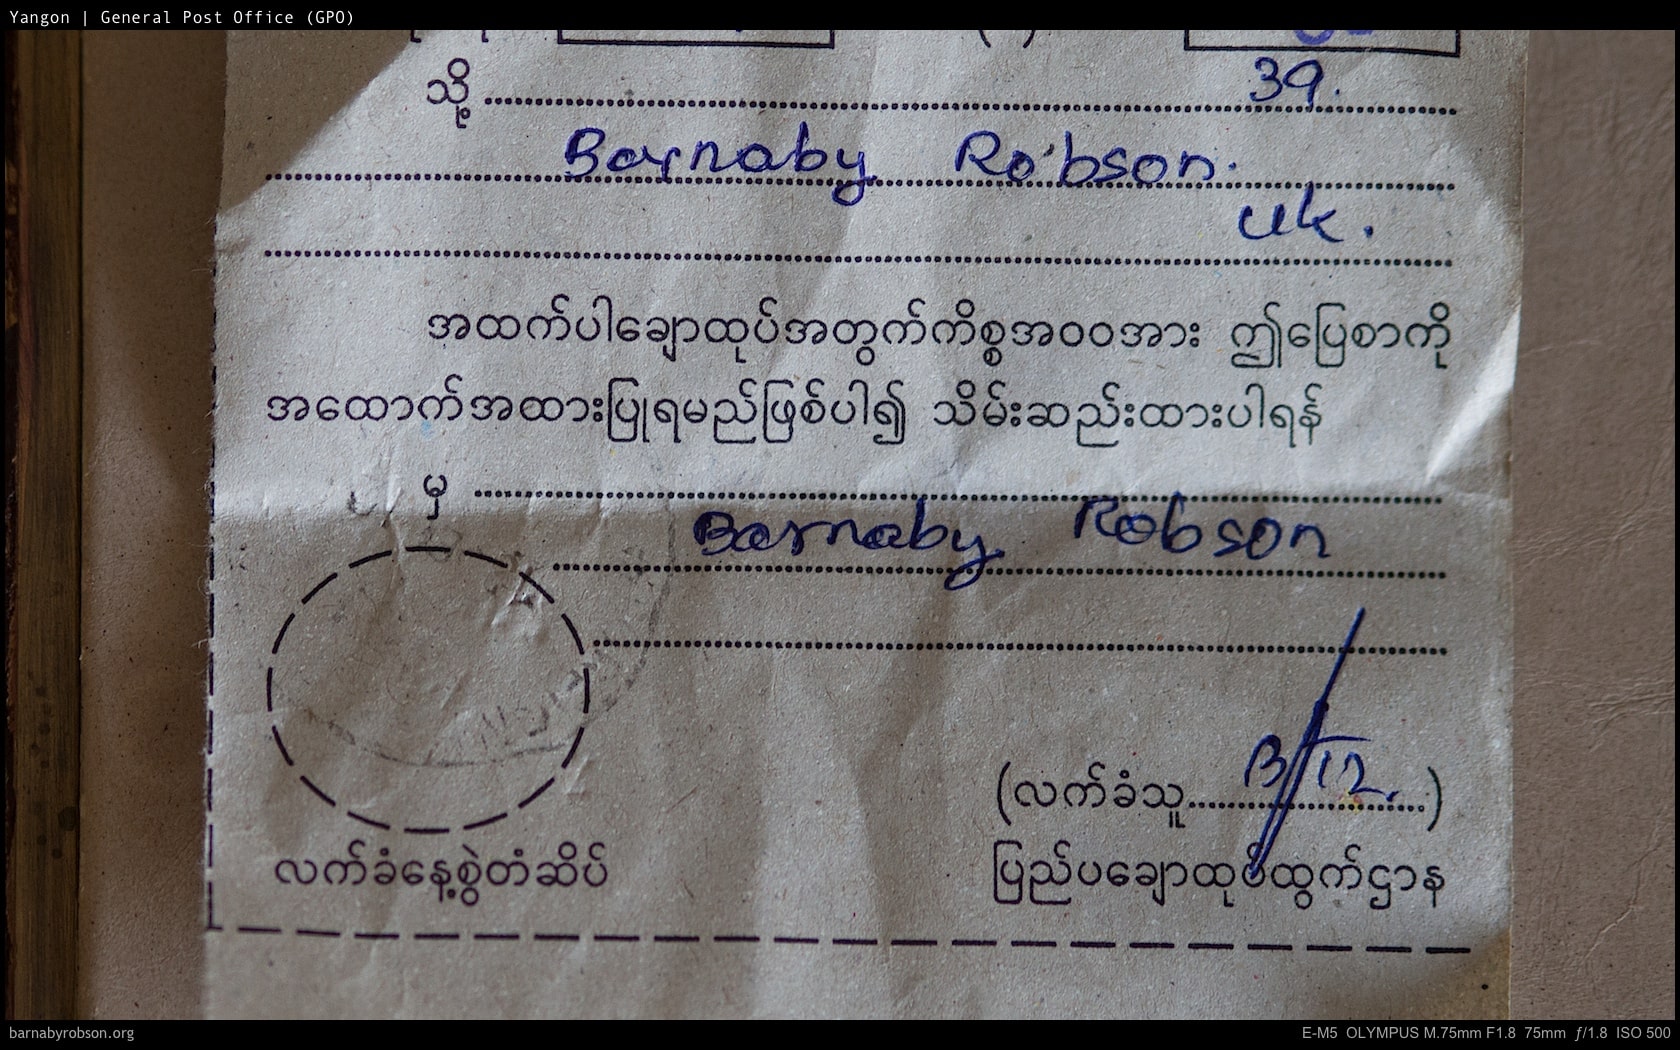 Yangon | General Post Office (GPO)
သို့ 39.
Barnaby Robson.
UK.
အထက်ပါချောထုပ်အတွက်ကိစ္စအဝဝအား ဤပြေစာကို
အထောက်အထားပြုရမည်ဖြစ်ပါ၍ သိမ်းဆည်းထားပါရန်
မှ
Barnaby Robson
(လက်ခံသူ)
လက်ခံနေ့စွဲတံဆိပ်
ပြည်ပချောထုပ်ထွက်ဌာန
barnabyrobson.org
E-M5 OLYMPUS M.75mm F1.8 75mm ƒ/1.8 ISO 500